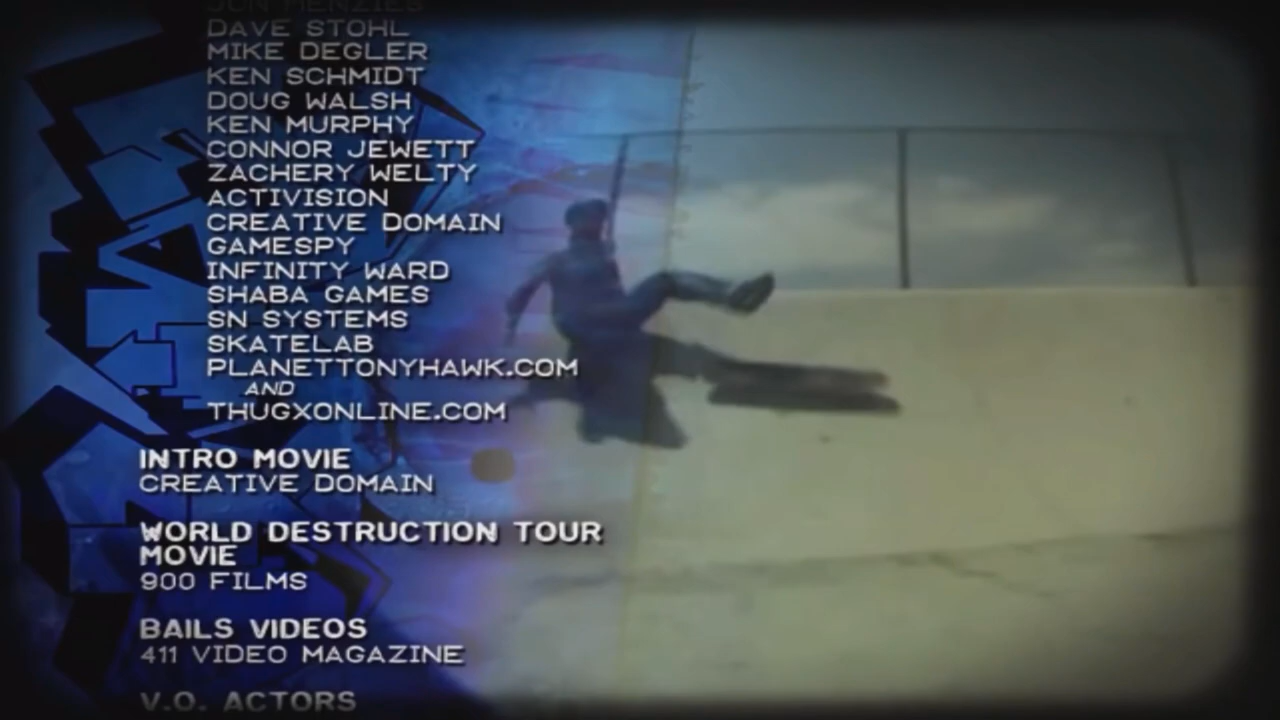 JON MENZIES
DAVE STOHL
MIKE DEGLER
KEN SCHMIDT
DOUG WALSH
KEN MURPHY
CONNOR JEWETT
ZACHERY WELTY
ACTIVISION
CREATIVE DOMAIN
GAMESPY
INFINITY WARD
SHABA GAMES
SN SYSTEMS
SKATELAB
PLANETTONYHAWK.COM
AND
THUGXONLINE.COM
INTRO MOVIE
CREATIVE DOMAIN
WORLD DESTRUCTION TOUR
MOVIE
900 FILMS
BAILS VIDEOS
411 VIDEO MAGAZINE
V.O. ACTORS